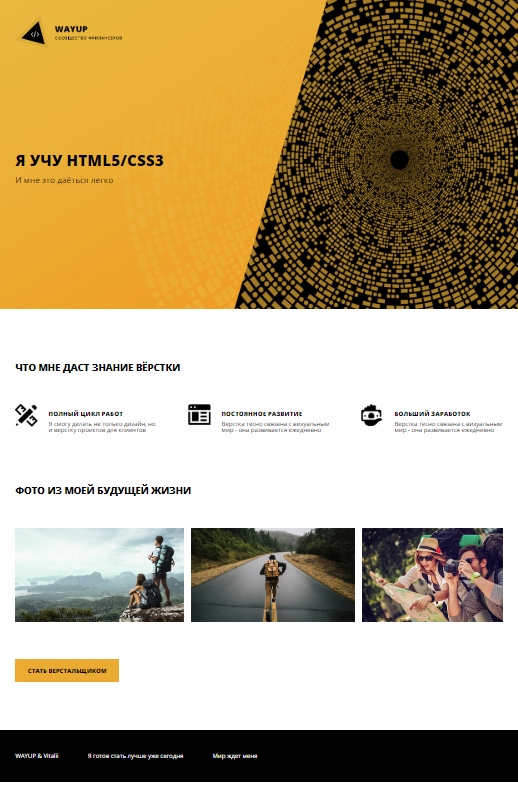 </>
WAYUP
СООБЩЕСТВО ФРИЛАНСЕРОВ
Я УЧУ HTML5/CSS3
И мне это даёться легко
ЧТО МНЕ ДАСТ ЗНАНИЕ ВЁРСТКИ
ПОЛНЫЙ ЦИКЛ РАБОТ
Я смогу делать не только дизайн, но
и верстку проектов для клиентов
ПОСТОЯННОЕ РАЗВИТИЕ
Верстка тесно связана с визуальным
мир - она развивается ежедневно
БОЛЬШИЙ ЗАРАБОТОК
Верстка тесно связана с визуальным
мир - она развивается ежедневно
ФОТО ИЗ МОЕЙ БУДУЩЕЙ ЖИЗНИ
СТАТЬ ВЕРСТАЛЬЩИКОМ
WAYUP & Vitalii
Я готов стать лучше уже сегодня
Мир ждет меня